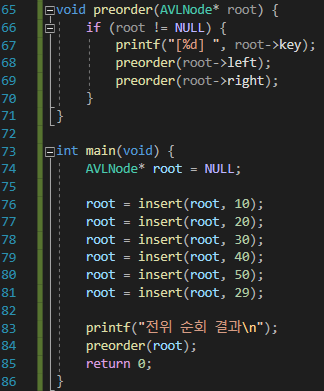 65 void preorder(AVLNode* root) {
66 if (root != NULL) {
67 printf("[%d] ", root->key);
68 preorder(root->left);
69 preorder(root->right);
70 }
71 }
72
73 int main(void) {
74 AVLNode* root = NULL;
75
76 root = insert(root, 10);
77 root = insert(root, 20);
78 root = insert(root, 30);
79 root = insert(root, 40);
80 root = insert(root, 50);
81 root = insert(root, 29);
82
83 printf("전위 순회 결과\n");
84 preorder(root);
85 return 0;
86 }